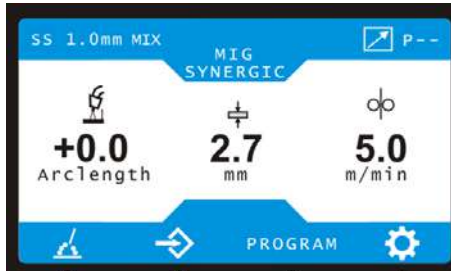 SS 1.0mm MIX
MIG
SYNERGIC
P--
+0.0
Arclength
2.7
mm
5.0
m/min
PROGRAM